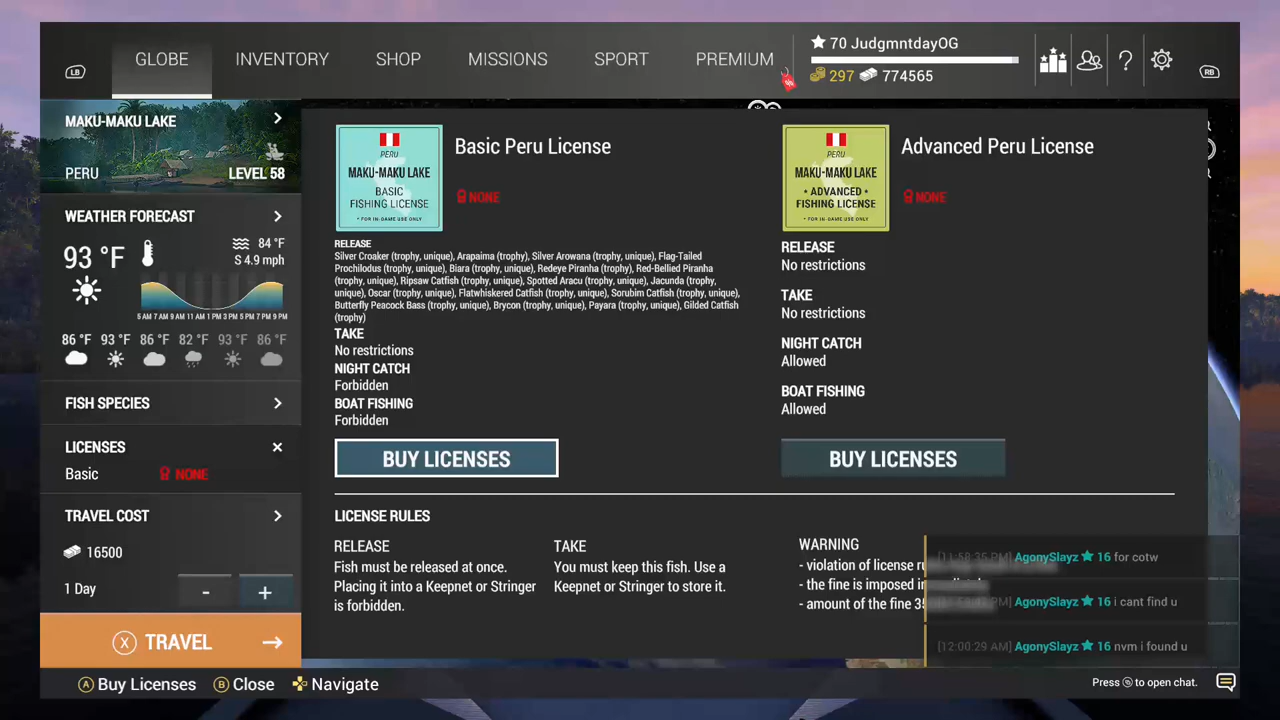 LB
GLOBE
INVENTORY
SHOP
MISSIONS
SPORT
PREMIUM
%
70 JudgmntdayOG
297 774565
?
RB
MAKU-MAKU LAKE
PERU
LEVEL 58
WEATHER FORECAST
93 °F
84 °F
S 4.9 mph
5 AM 7 AM 9 AM 11 AM 1 PM 3 PM 5 PM 7 PM 9 PM
86 °F 93 °F 86 °F 82 °F 93 °F 86 °F
FISH SPECIES
LICENSES
Basic NONE
TRAVEL COST
16500
1 Day - +
X TRAVEL
PERU
MAKU-MAKU LAKE
BASIC
FISHING LICENSE
* FOR IN-GAME USE ONLY
Basic Peru License
NONE
RELEASE
Silver Croaker (trophy, unique), Arapaima (trophy), Silver Arowana (trophy, unique), Flag-Tailed
Prochilodus (trophy, unique), Biara (trophy, unique), Redeye Piranha (trophy), Red-Bellied Piranha
(trophy, unique), Ripsaw Catfish (trophy, unique), Spotted Aracu (trophy, unique), Jacunda (trophy,
unique), Oscar (trophy, unique), Flatwhiskered Catfish (trophy, unique), Sorubim Catfish (trophy, unique),
Butterfly Peacock Bass (trophy, unique), Brycon (trophy, unique), Payara (trophy, unique), Gilded Catfish
(trophy)
TAKE
No restrictions
NIGHT CATCH
Forbidden
BOAT FISHING
Forbidden
BUY LICENSES
PERU
MAKU-MAKU LAKE
* ADVANCED *
FISHING LICENSE
* FOR IN-GAME USE ONLY
Advanced Peru License
NONE
RELEASE
No restrictions
TAKE
No restrictions
NIGHT CATCH
Allowed
BOAT FISHING
Allowed
BUY LICENSES
LICENSE RULES
RELEASE
Fish must be released at once.
Placing it into a Keepnet or Stringer
is forbidden.
TAKE
You must keep this fish. Use a
Keepnet or Stringer to store it.
WARNING
- violation of license
- the fine is imposed
- amount of the fine
[11:58:35 PM] AgonySlayz 16 for cotw
AgonySlayz 16 i cant find u
[12:00:29 AM] AgonySlayz 16 nvm i found u
A Buy Licenses B Close Navigate
Press to open chat.